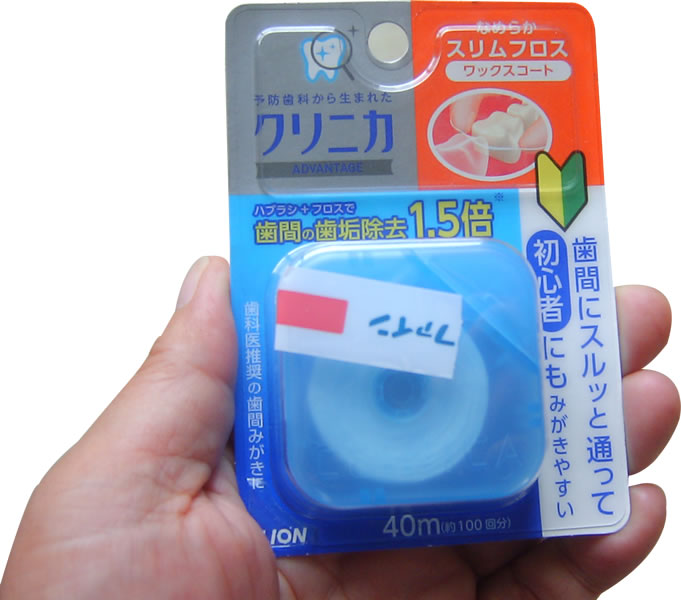 なめらか
スリムフロス
ワックスコート
予防歯科から生まれた
クリニカ
ADVANTAGE
ハブラシ+フロスで
歯間の歯垢除去1.5倍※
歯間にスルッと通って
初心者にもみがきやすい
歯科医推奨の歯間みがき
ファイン
LION
40m(約100回分)